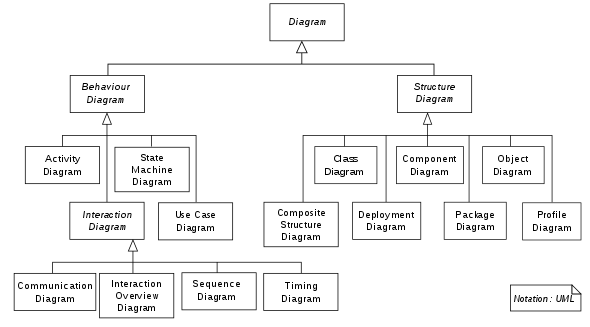 Diagram
Behaviour
Diagram
Structure
Diagram
Activity
Diagram
State
Machine
Diagram
Class
Diagram
Component
Diagram
Object
Diagram
Interaction
Diagram
Use Case
Diagram
Composite
Structure
Diagram
Deployment
Diagram
Package
Diagram
Profile
Diagram
Communication
Diagram
Interaction
Overview
Diagram
Sequence
Diagram
Timing
Diagram
Notation: UML